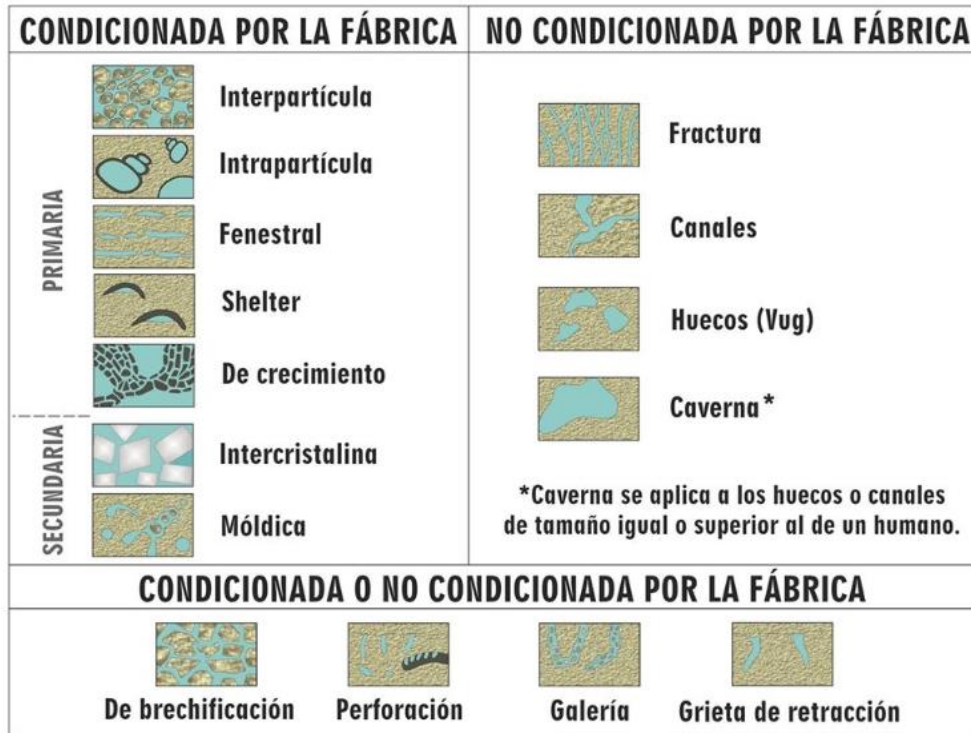 CONDICIONADA POR LA FÁBRICA
NO CONDICIONADA POR LA FÁBRICA
PRIMARIA
Interpartícula
Intrapartícula
Fenestral
Shelter
De crecimiento
SECUNDARIA
Intercristalina
Móldica
Fractura
Canales
Huecos (Vug)
Caverna*
*Caverna se aplica a los huecos o canales
de tamaño igual o superior al de un humano.
CONDICIONADA O NO CONDICIONADA POR LA FÁBRICA
De brechificación
Perforación
Galería
Grieta de retracción